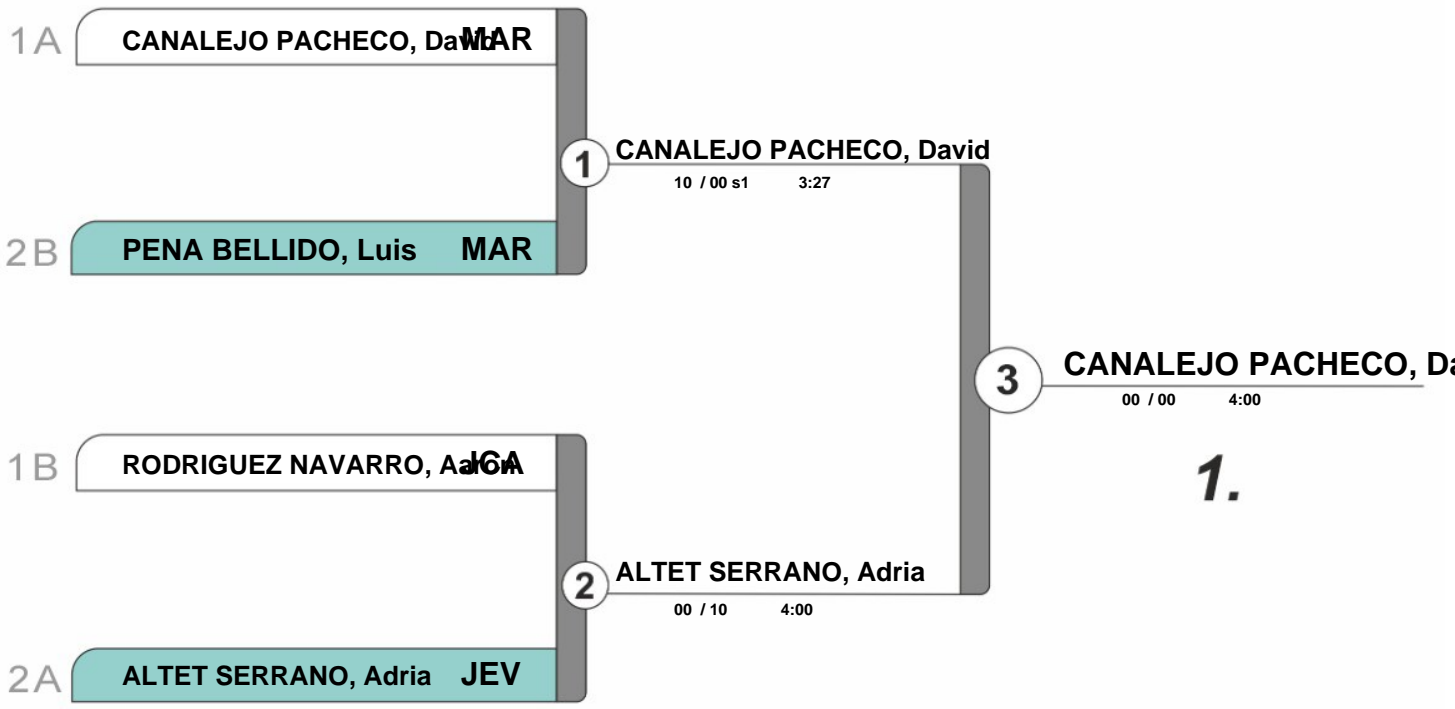 1A CANALEJO PACHECO, David MAR
1 CANALEJO PACHECO, David
10 / 00 s1 3:27
2B PENA BELLIDO, Luis MAR
3 CANALEJO PACHECO, Da
00 / 00 4:00
1B RODRIGUEZ NAVARRO, Aaron JCA
1.
2 ALTET SERRANO, Adria
00 / 10 4:00
2A ALTET SERRANO, Adria JEV